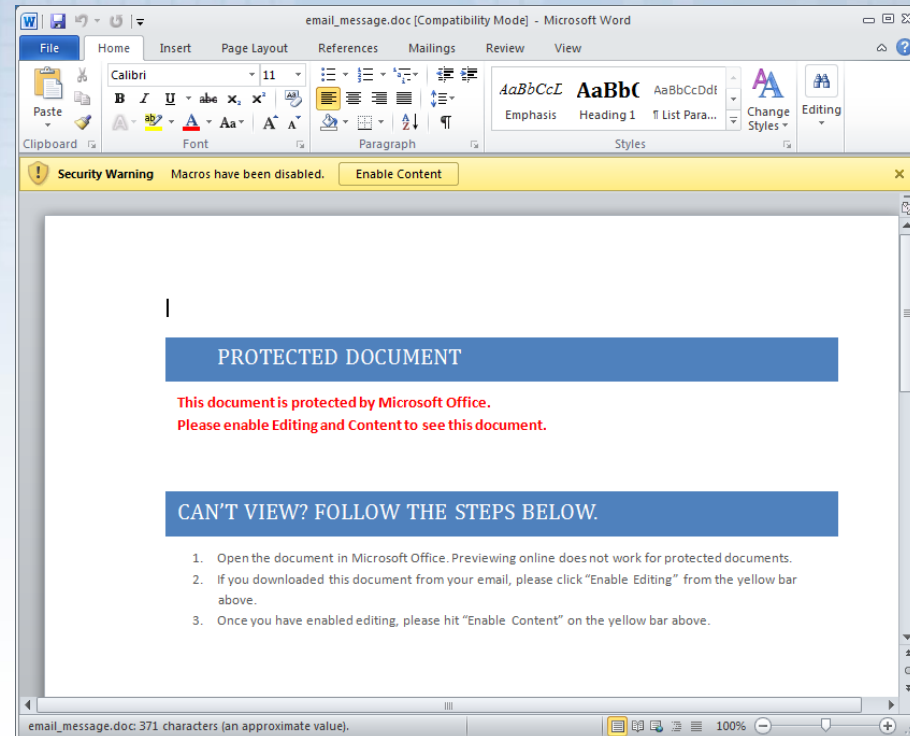 email_message.doc [Compatibility Mode] - Microsoft Word
File Home Insert Page Layout References Mailings Review View
Paste
Calibri 11
B I U abc x₂ x² Aa A A
AaBbCcL AaBb( AaBbCcDdE
Emphasis Heading 1 ¶ List Para...
Change Styles
Editing
Clipboard Font Paragraph Styles
Security Warning Macros have been disabled. Enable Content
PROTECTED DOCUMENT
This document is protected by Microsoft Office.
Please enable Editing and Content to see this document.
CAN'T VIEW? FOLLOW THE STEPS BELOW.
1. Open the document in Microsoft Office. Previewing online does not work for protected documents.
2. If you downloaded this document from your email, please click “Enable Editing” from the yellow bar
above.
3. Once you have enabled editing, please hit “Enable Content” on the yellow bar above.
email_message.doc: 371 characters (an approximate value). 100%